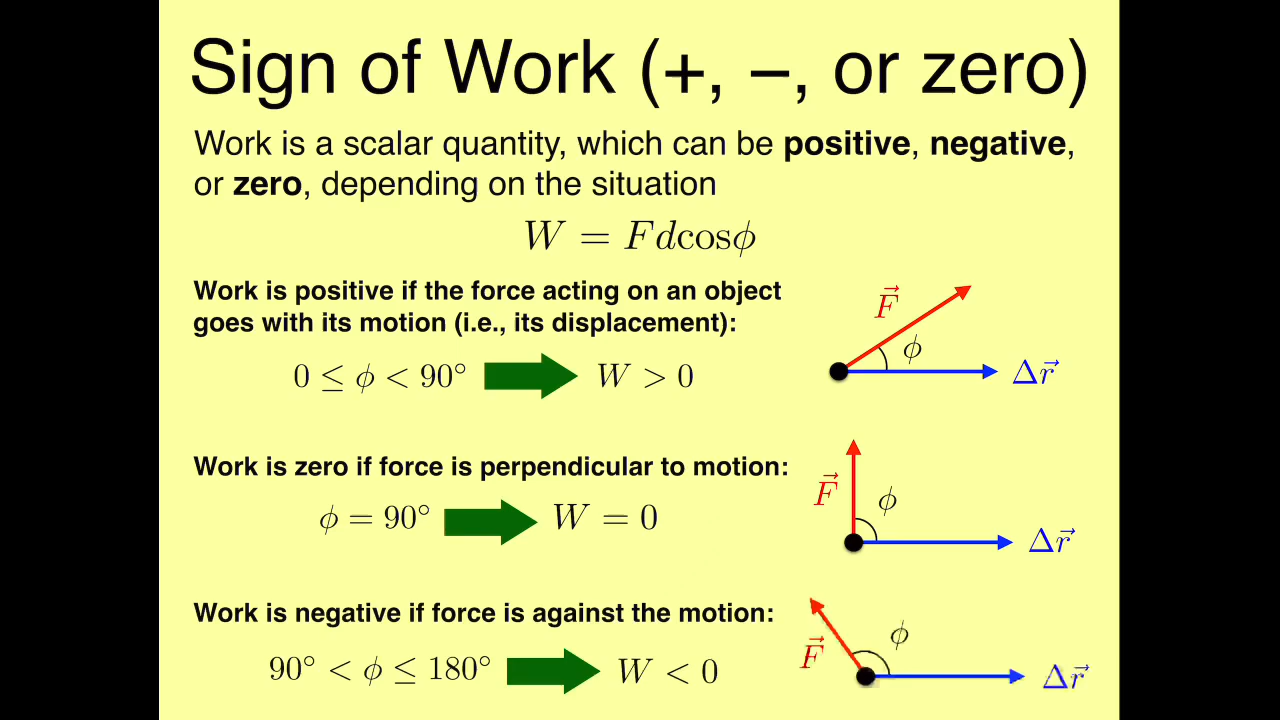 Sign of Work (+, –, or zero)
Work is a scalar quantity, which can be positive, negative,
or zero, depending on the situation
W = Fdcosϕ
Work is positive if the force acting on an object
goes with its motion (i.e., its displacement):
0 ≤ ϕ < 90° W > 0
F⃗ ϕ Δr⃗
Work is zero if force is perpendicular to motion:
ϕ = 90° W = 0
F⃗ ϕ Δr⃗
Work is negative if force is against the motion:
90° < ϕ ≤ 180° W < 0
F⃗ ϕ Δr⃗